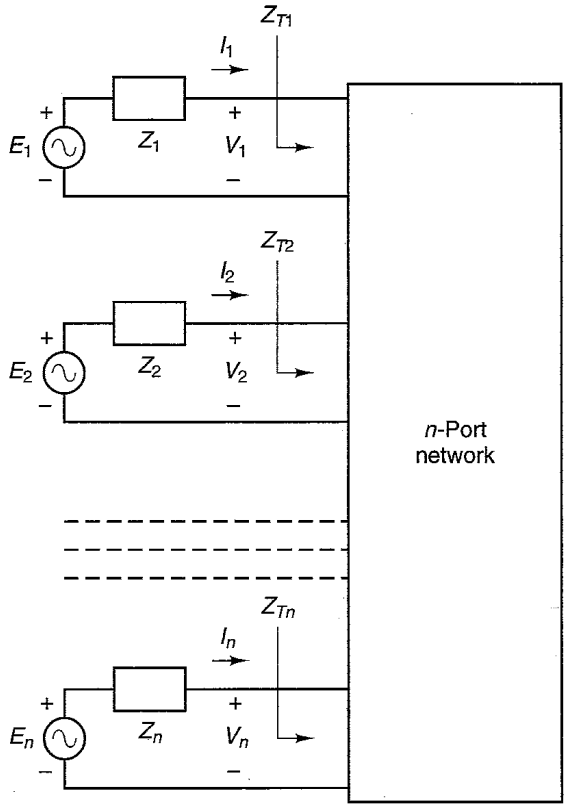 Z_{T1}
I_1
+ +
E_1 Z_1 V_1
− −
Z_{T2}
I_2
+ +
E_2 Z_2 V_2
− −
n-Port
network
Z_{Tn}
I_n
+ +
E_n Z_n V_n
− −